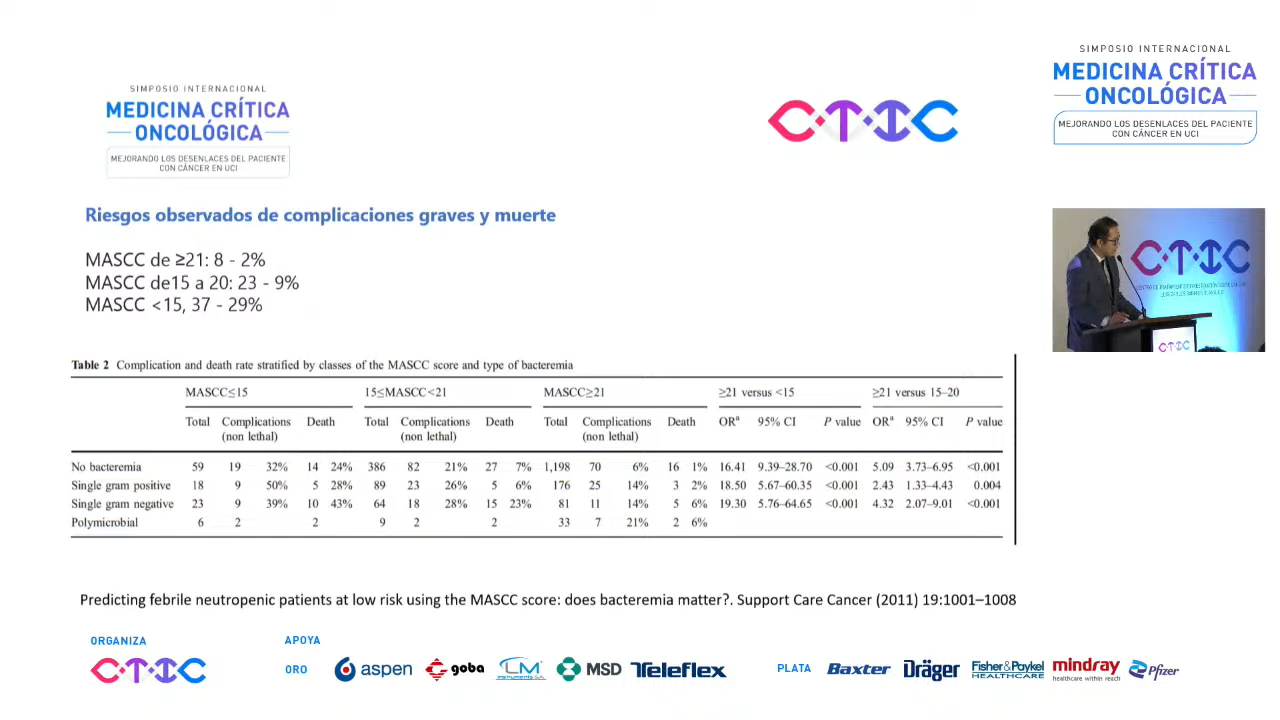 SIMPOSIO INTERNACIONAL
MEDICINA CRÍTICA
ONCOLÓGICA
MEJORANDO LOS DESENLACES DEL PACIENTE
CON CÁNCER EN UCI
CTIC
SIMPOSIO INTERNACIONAL
MEDICINA CRÍTICA
ONCOLÓGICA
MEJORANDO LOS DESENLACES DEL PACIENTE
CON CÁNCER EN UCI
Riesgos observados de complicaciones graves y muerte
MASCC de ≥21: 8 - 2%
MASCC de15 a 20: 23 - 9%
MASCC <15, 37 - 29%
CTIC
CTIC
Table 2 Complication and death rate stratified by classes of the MASCC score and type of bacteremia
MASCC≤15 15≤MASCC<21 MASCC≥21 ≥21 versus <15 ≥21 versus 15–20
Total Complications (non lethal) Death Total Complications (non lethal) Death Total Complications (non lethal) Death ORᵃ 95% CI P value ORᵃ 95% CI P value
No bacteremia 59 19 32% 14 24% 386 82 21% 27 7% 1,198 70 6% 16 1% 16.41 9.39–28.70 <0.001 5.09 3.73–6.95 <0.001
Single gram positive 18 9 50% 5 28% 89 23 26% 5 6% 176 25 14% 3 2% 18.50 5.67–60.35 <0.001 2.43 1.33–4.43 0.004
Single gram negative 23 9 39% 10 43% 64 18 28% 15 23% 81 11 14% 5 6% 19.30 5.76–64.65 <0.001 4.32 2.07–9.01 <0.001
Polymicrobial 6 2 2 9 2 2 33 7 21% 2 6%
Predicting febrile neutropenic patients at low risk using the MASCC score: does bacteremia matter?. Support Care Cancer (2011) 19:1001–1008
ORGANIZA
CTIC
APOYA
ORO aspen goba LM instruments S.A. MSD Teleflex
PLATA Baxter Dräger Fisher&Paykel HEALTHCARE mindray healthcare within reach Pfizer